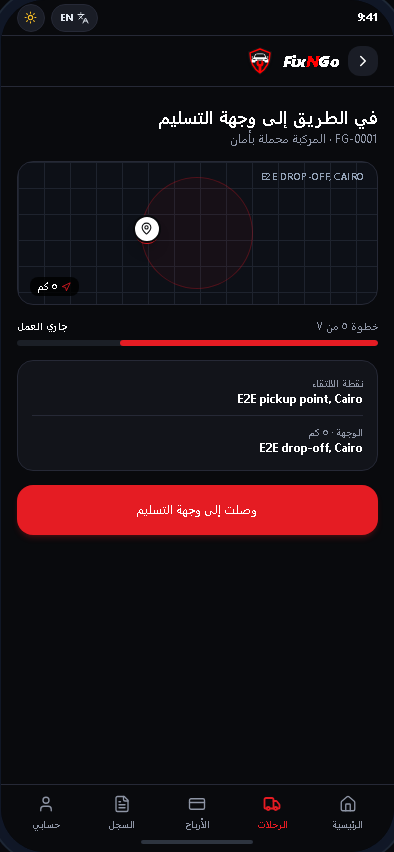 9:41
EN
FixNGo
في الطريق إلى وجهة التسليم
FG-0001 · المركبة محملة بأمان
E2E DROP-OFF, CAIRO
٥ كم
خطوة ٥ من ٧
جاري العمل
نقطة الالتقاء
E2E pickup point, Cairo
الوجهة · ٥ كم
E2E drop-off, Cairo
وصلت إلى وجهة التسليم
الرئيسية
الرحلات
الأرباح
السجل
حسابي